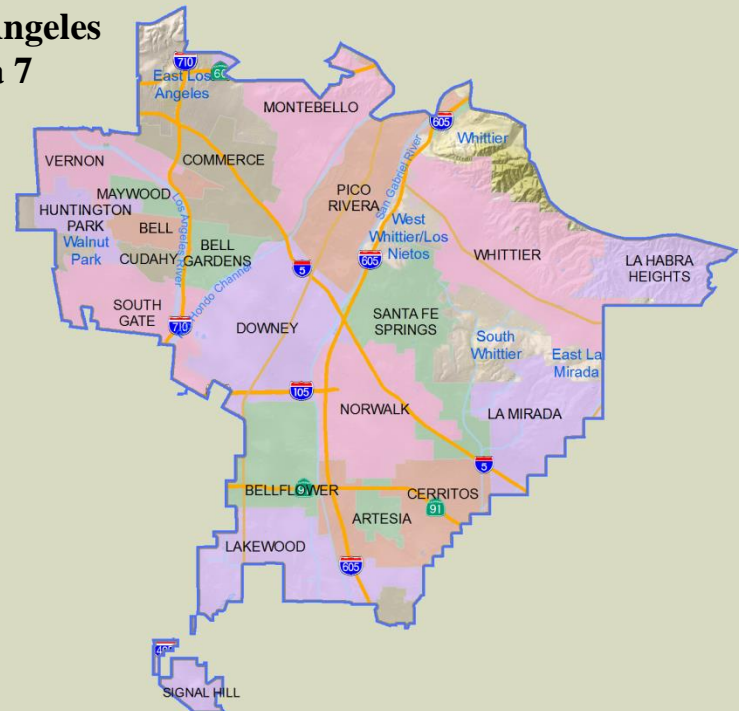 ngeles
7
710
60
East Los
Angeles
MONTEBELLO
605
Whittier
San Gabriel River
VERNON
COMMERCE
MAYWOOD
PICO
RIVERA
HUNTINGTON
PARK
Los Angeles River
BELL
West
Whittier/Los
Nietos
Walnut
Park
CUDAHY
BELL
GARDENS
WHITTIER
LA HABRA
HEIGHTS
605
5
Hondo Channel
SOUTH
GATE
710
DOWNEY
SANTA FE
SPRINGS
South
Whittier
East La
Mirada
105
NORWALK
LA MIRADA
5
BELLFLOWER
91
CERRITOS
91
ARTESIA
LAKEWOOD
605
SIGNAL HILL